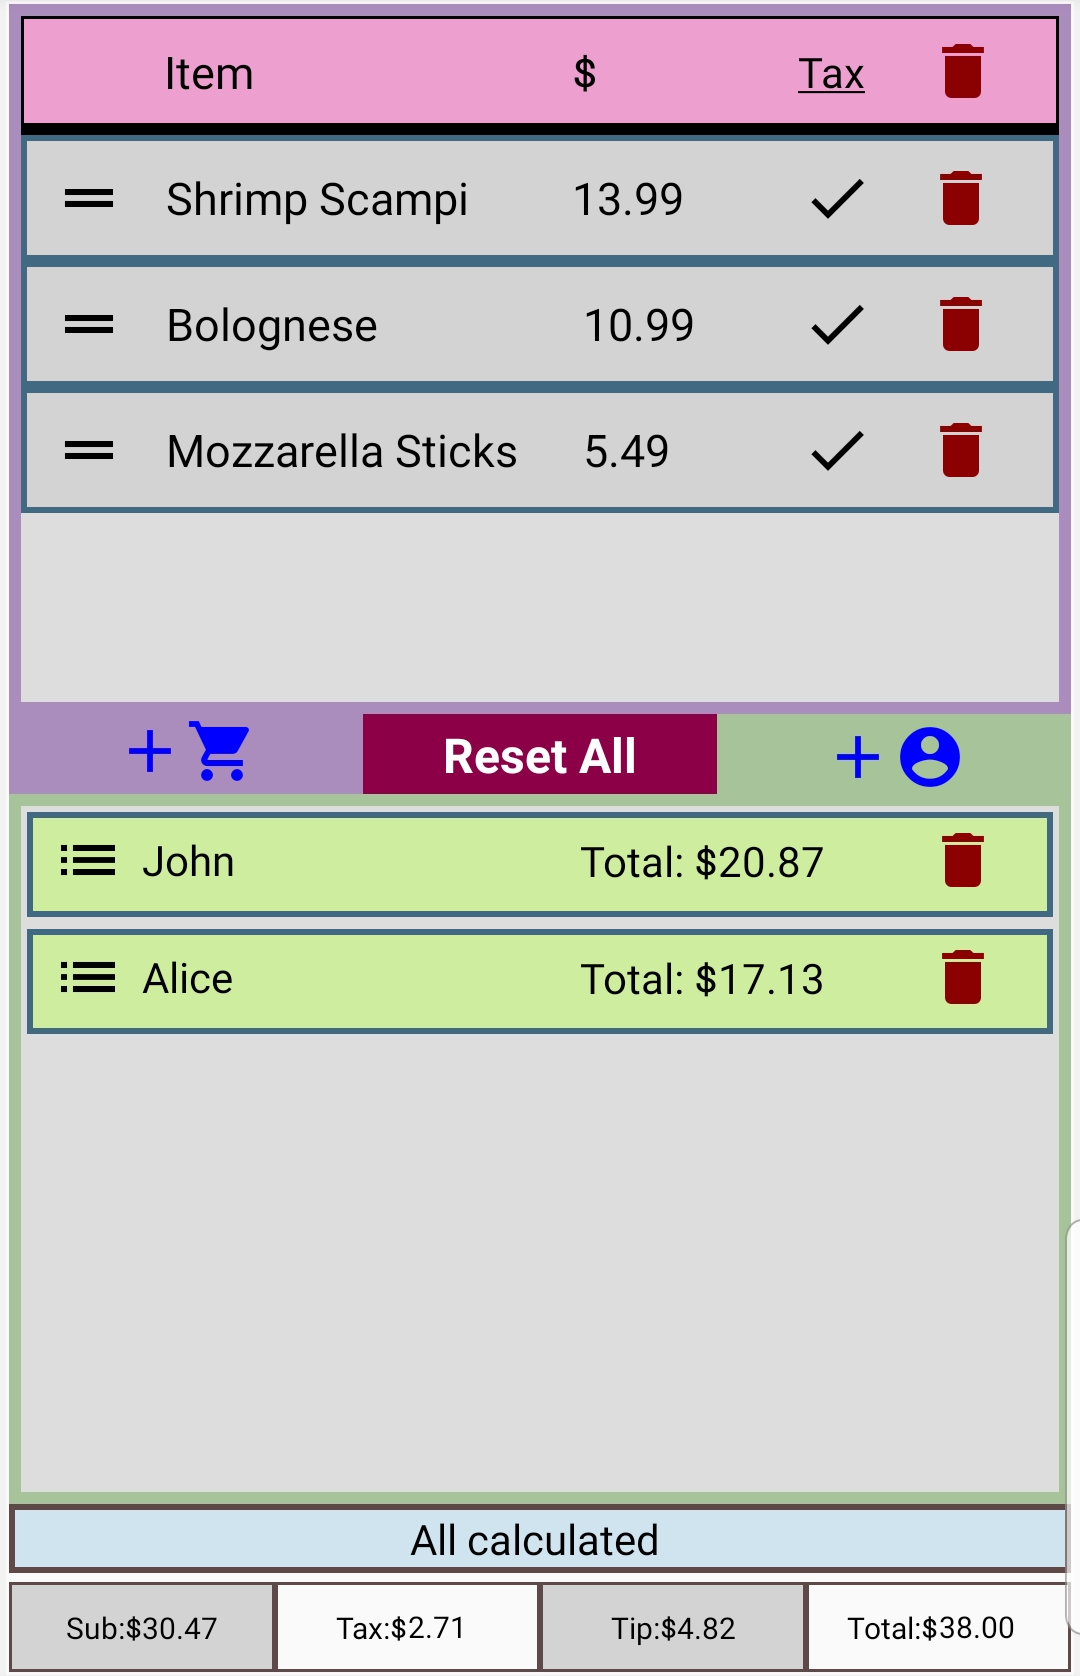 Item $ Tax
Shrimp Scampi 13.99
Bolognese 10.99
Mozzarella Sticks 5.49
Reset All
John Total: $20.87
Alice Total: $17.13
All calculated
Sub:$30.47 Tax:$2.71 Tip:$4.82 Total:$38.00